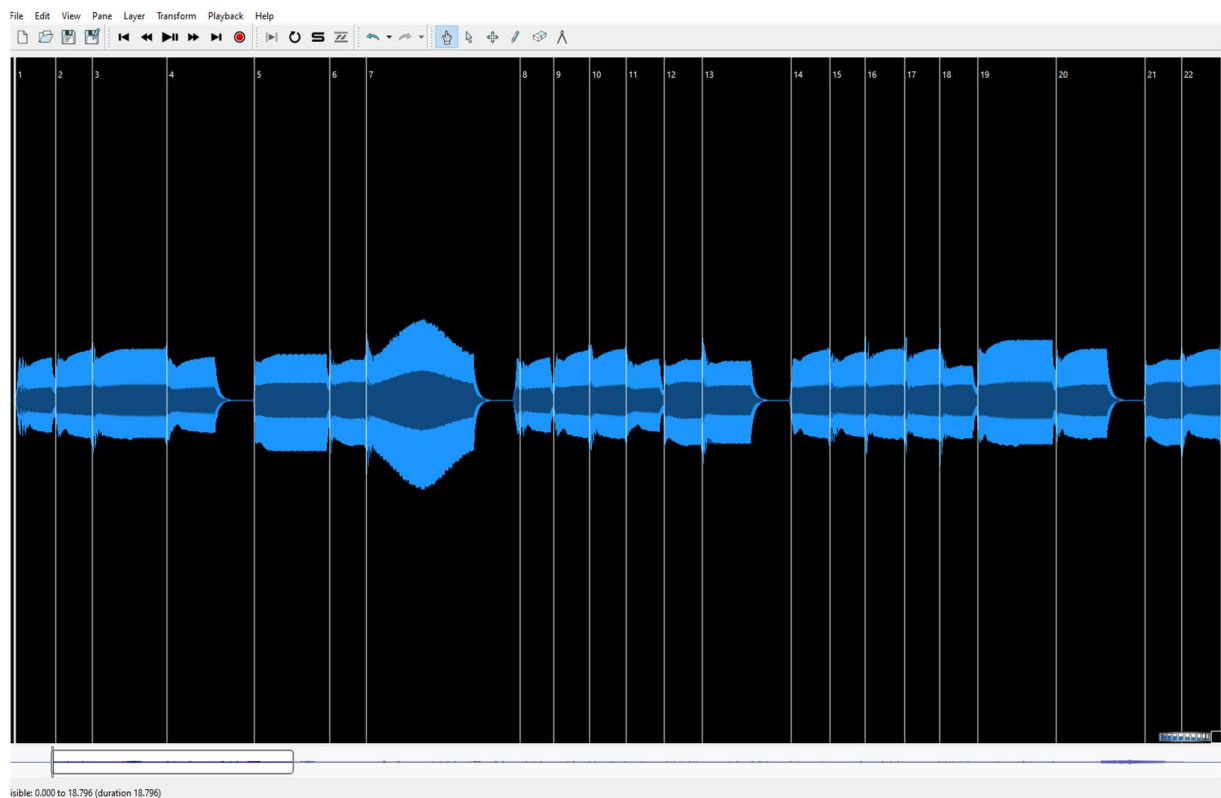 File Edit View Pane Layer Transform Playback Help
1 2 3 4 5 6 7 8 9 10 11 12 13 14 15 16 17 18 19 20 21 22
isible: 0.000 to 18.796 (duration 18.796)